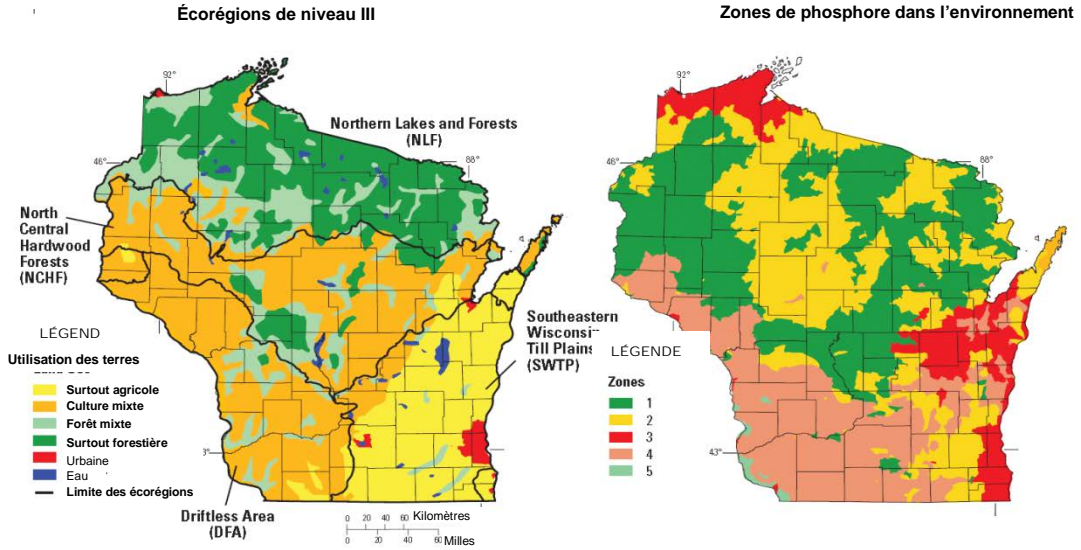 Écorégions de niveau III
Zones de phosphore dans l'environnement
92°
Northern Lakes and Forests
(NLF)
46°
88°
North
Central
Hardwood
Forests
(NCHF)
Southeastern
Wisconsi
Till Plains
(SWTP)
LÉGEND
Utilisation des terres
Surtout agricole
Culture mixte
Forêt mixte
Surtout forestière
Urbaine
Eau
Limite des écorégions
3°
Driftless Area
(DFA)
0 20 40 60 Kilomètres
0 20 40 60 Milles
92°
46°
88°
LÉGENDE
Zones
1
2
3
4
5
43°